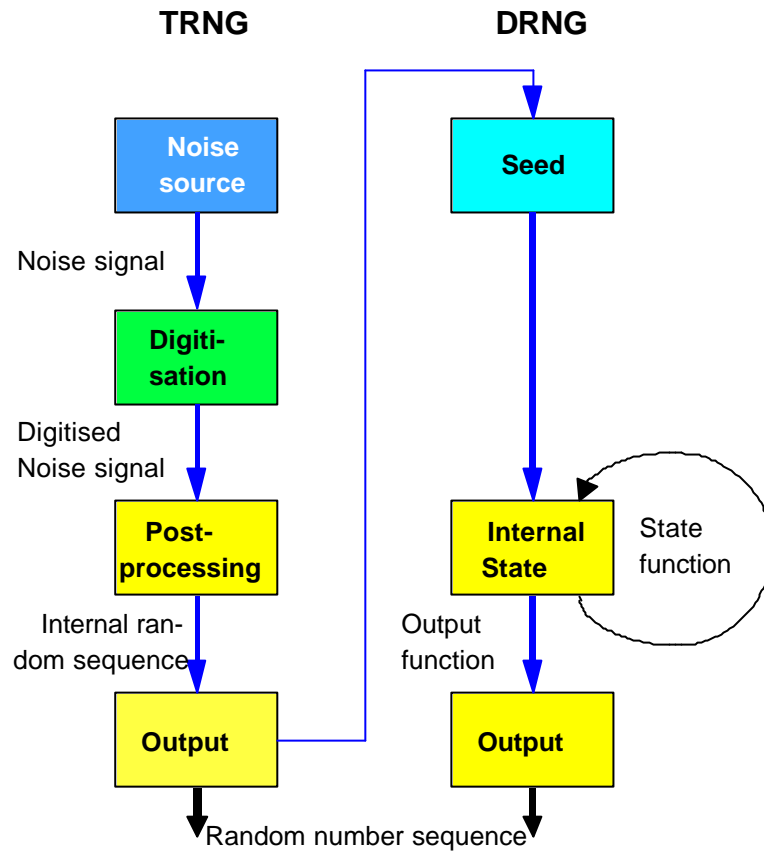 TRNG
DRNG
Noise
source
Seed
Noise signal
Digiti-
sation
Digitised
Noise signal
Post-
processing
Internal
State
State
function
Internal ran-
dom sequence
Output
function
Output
Output
Random number sequence